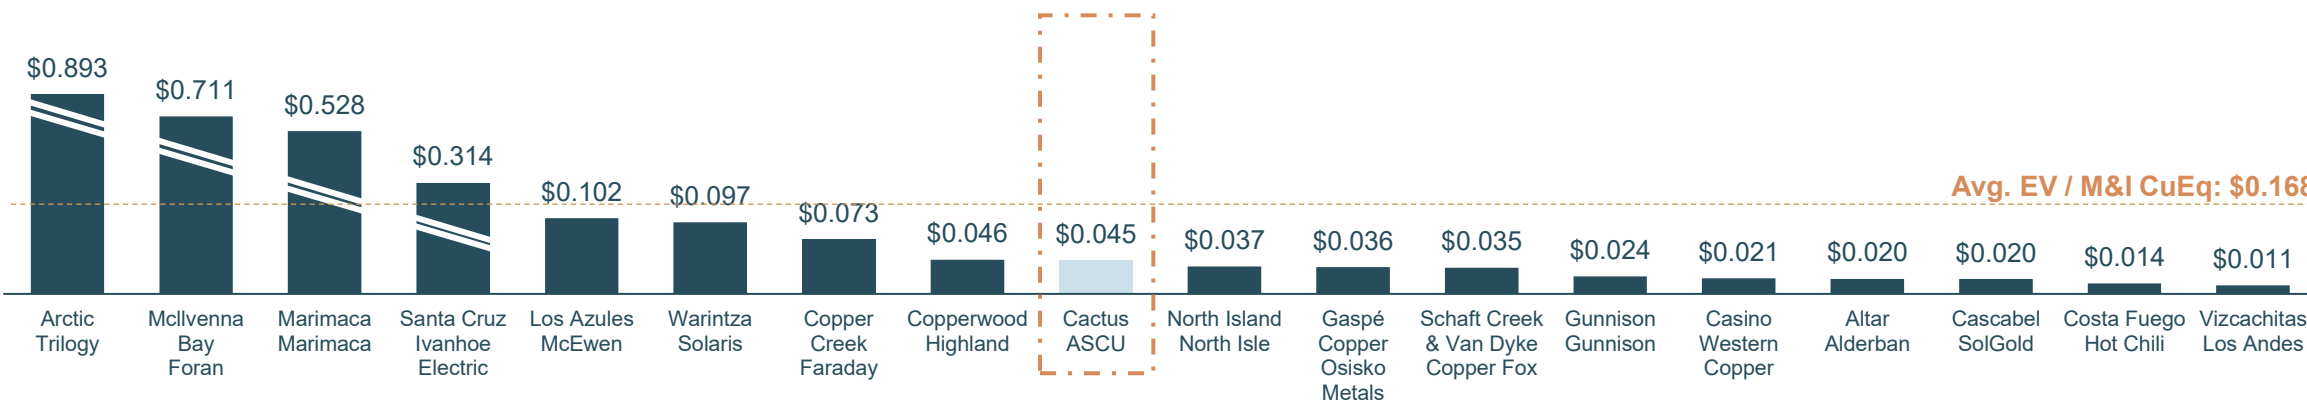 $0.893
$0.711
$0.528
$0.314
$0.102
$0.097
$0.073
$0.046
$0.045
$0.037
$0.036
$0.035
$0.024
$0.021
$0.020
$0.020
$0.014
$0.011
Avg. EV / M&I CuEq: $0.168
Arctic
Trilogy
McIlvenna
Bay
Foran
Marimaca
Marimaca
Santa Cruz
Ivanhoe
Electric
Los Azules
McEwen
Warintza
Solaris
Copper
Creek
Faraday
Copperwood
Highland
Cactus
ASCU
North Island
North Isle
Gaspé
Copper
Osisko
Metals
Schaft Creek
& Van Dyke
Copper Fox
Gunnison
Gunnison
Casino
Western
Copper
Altar
Alderban
Cascabel
SolGold
Costa Fuego
Hot Chili
Vizcachitas
Los Andes